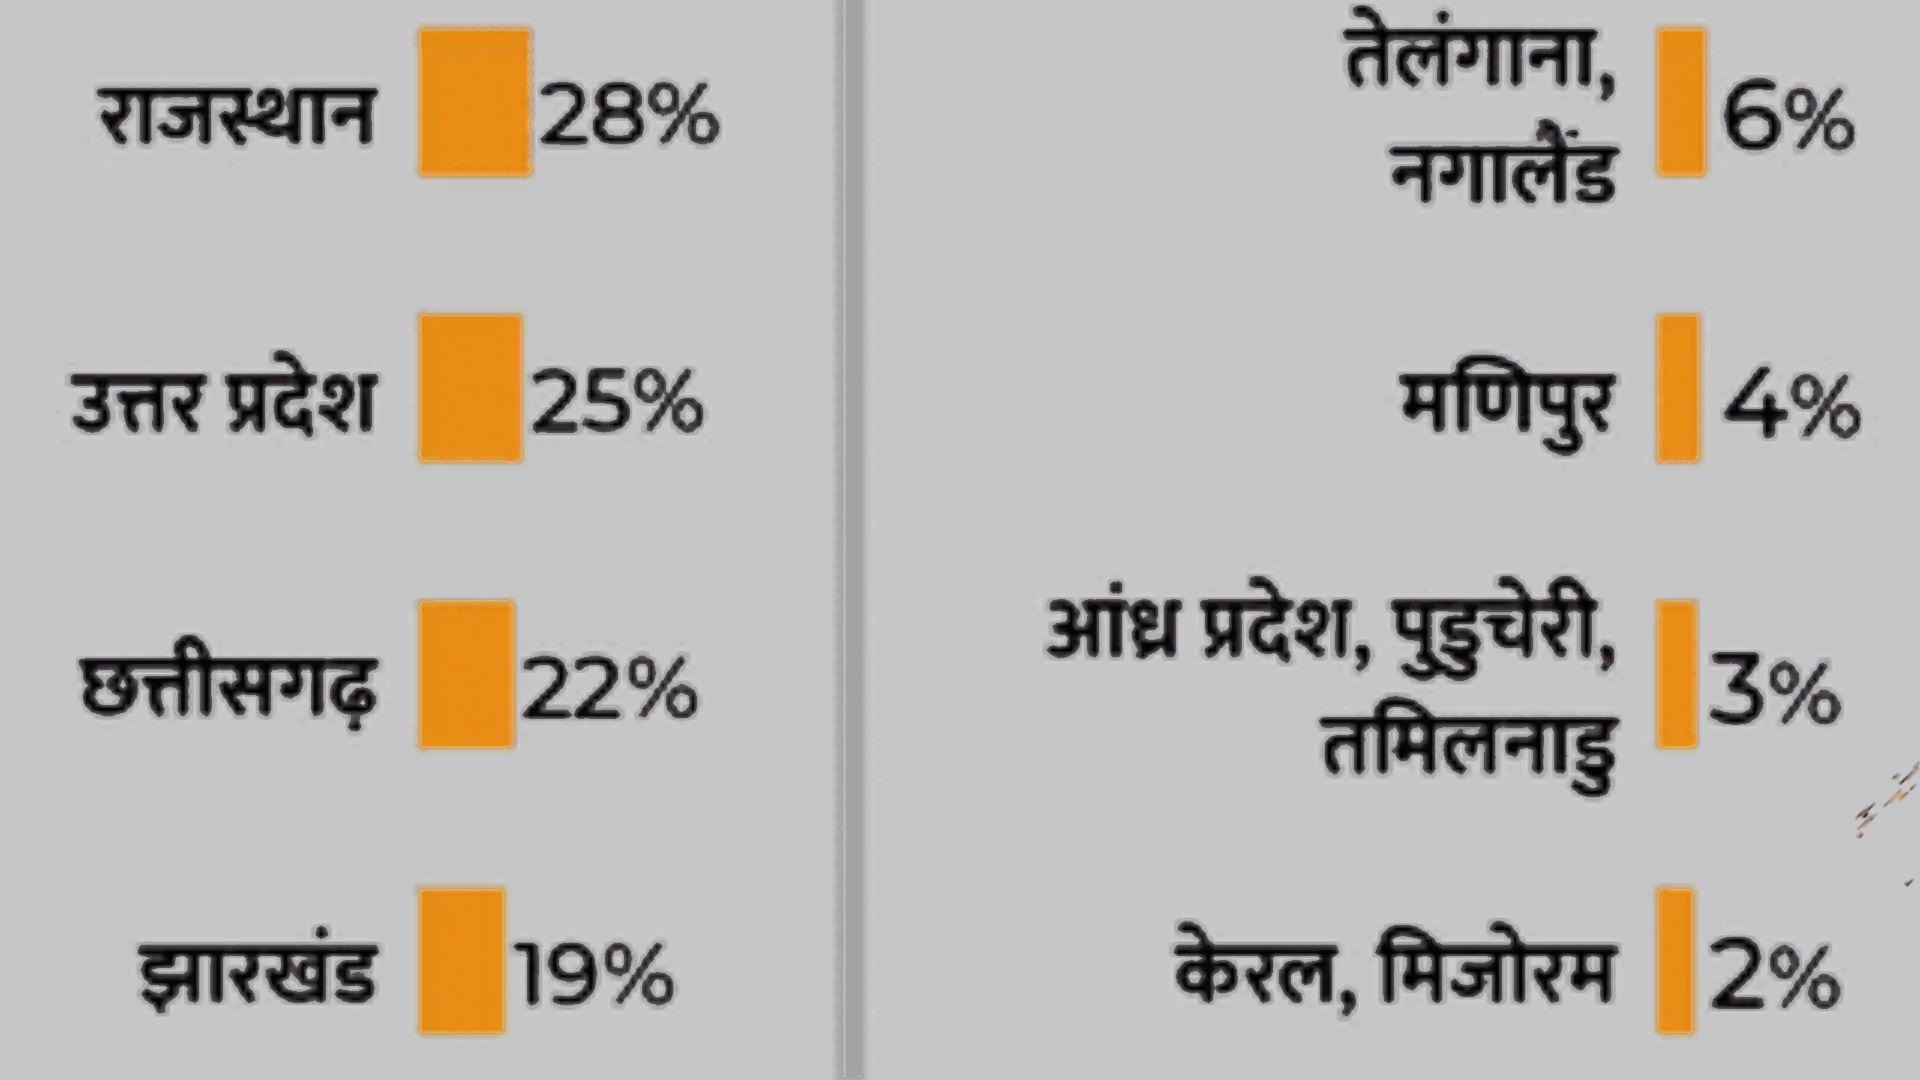 राजस्थान 28%
उत्तर प्रदेश 25%
छत्तीसगढ़ 22%
झारखंड 19%
तेलंगाना,
नगालैंड 6%
मणिपुर 4%
आंध्र प्रदेश, पुडुचेरी,
तमिलनाडु 3%
केरल, मिजोरम 2%